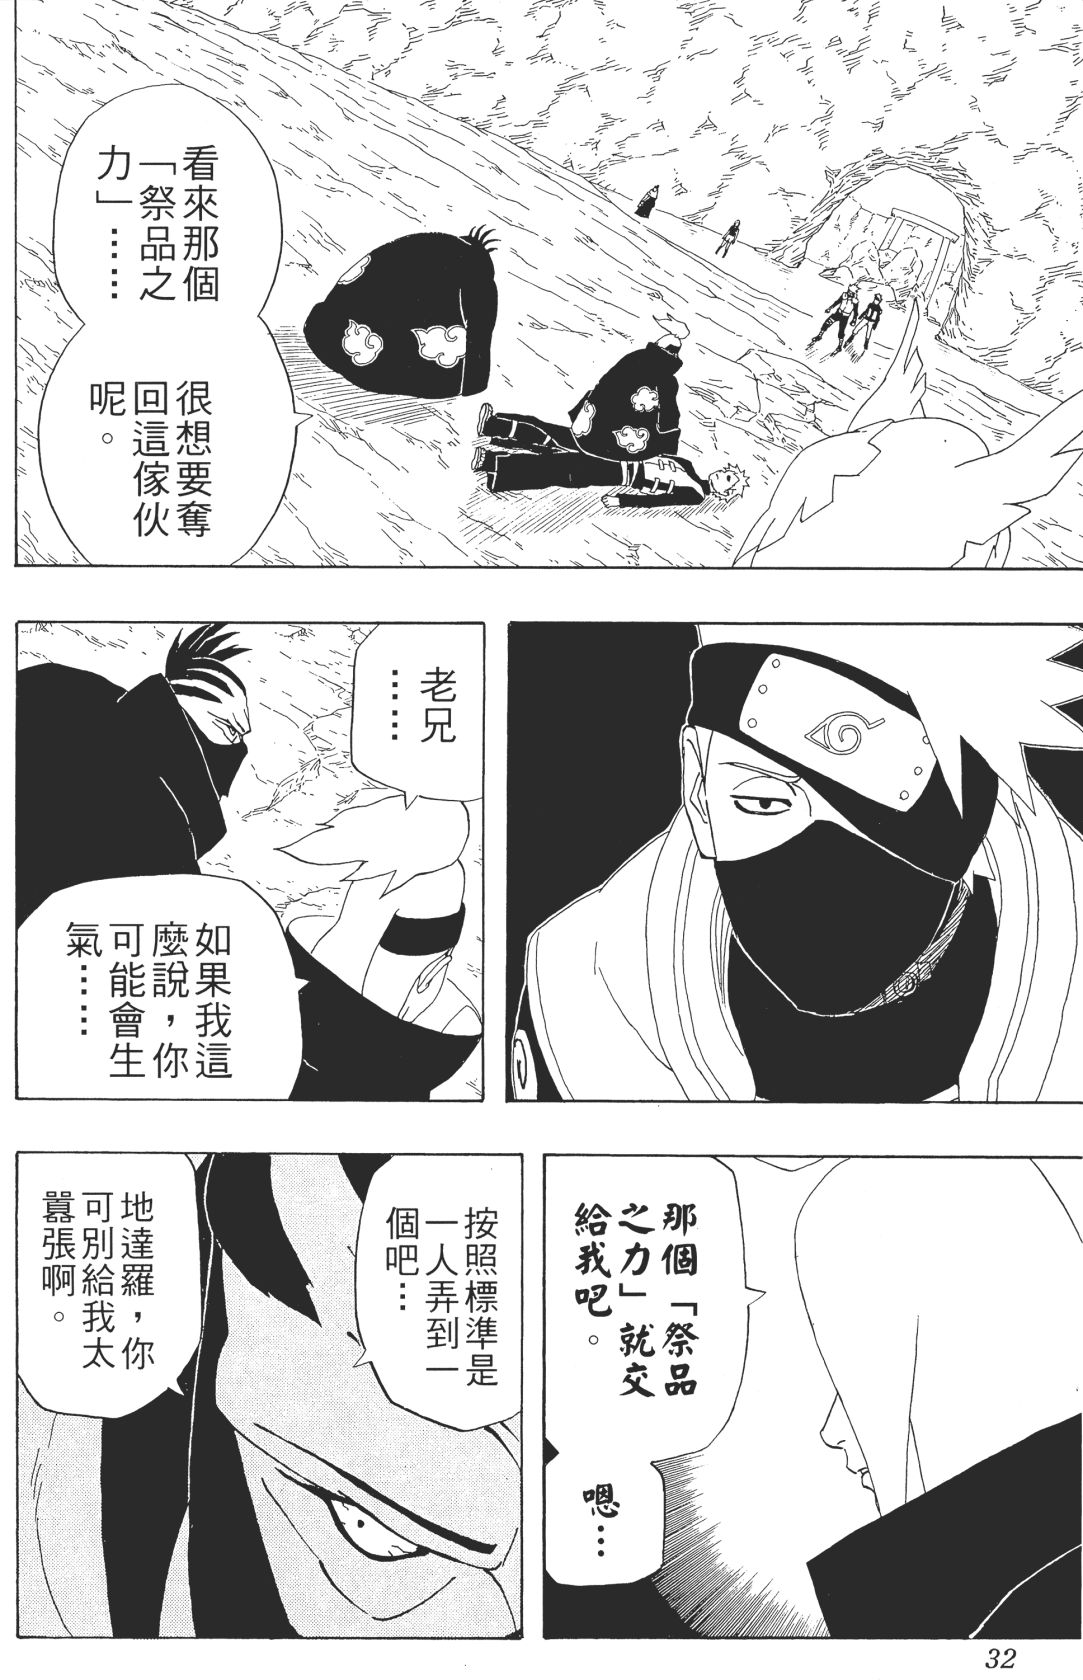 看來那個
「祭品之
力」……
很想要奪
回這傢伙
呢。
老兄
……
如果我這
麼說，你
可能會生
氣……
那個「祭品
之力」就交
給我吧。
嗯…
按照標準是
一人弄到一
個吧…
地達羅，你
可別給我太
囂張啊。
32